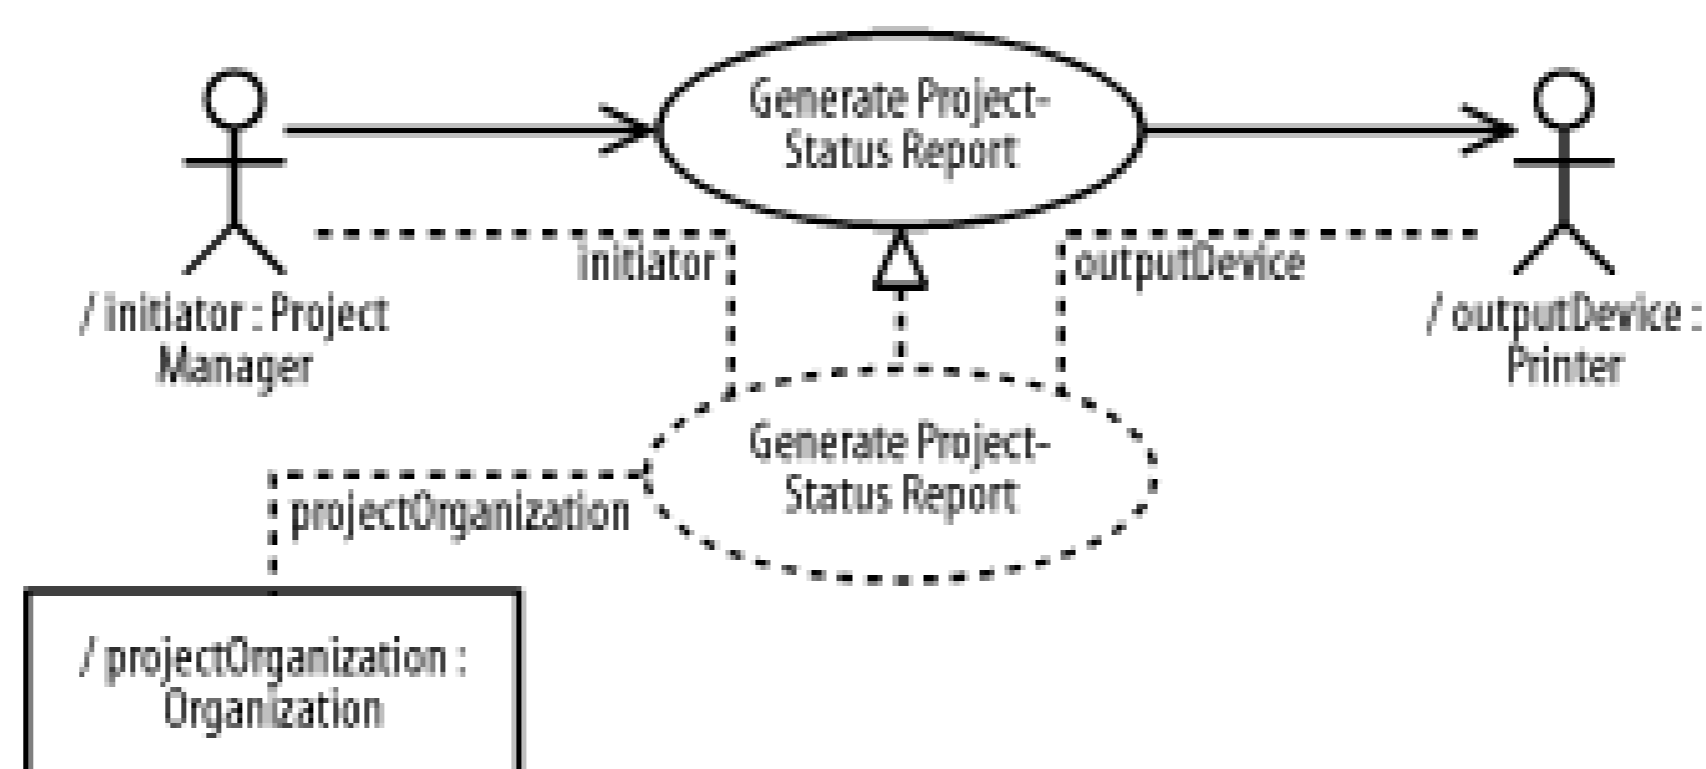 Generate Project-
Status Report
initiator
outputDevice
/ initiator : Project
Manager
/ outputDevice :
Printer
Generate Project-
Status Report
projectOrganization
/ projectOrganization :
Organization